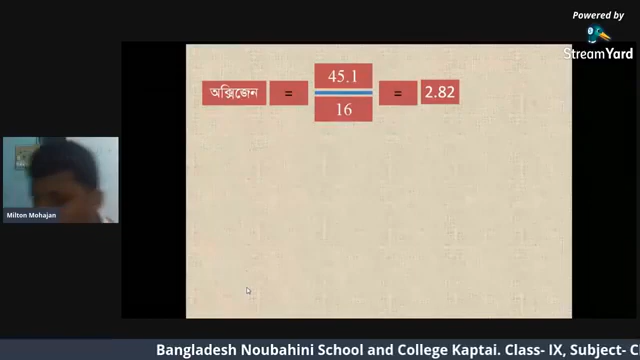 Powered by
StreamYard
45.1
অক্সিজেন = = 2.82
16
Milton Mohajan
Bangladesh Noubahini School and College Kaptai. Class- IX, Subject- C